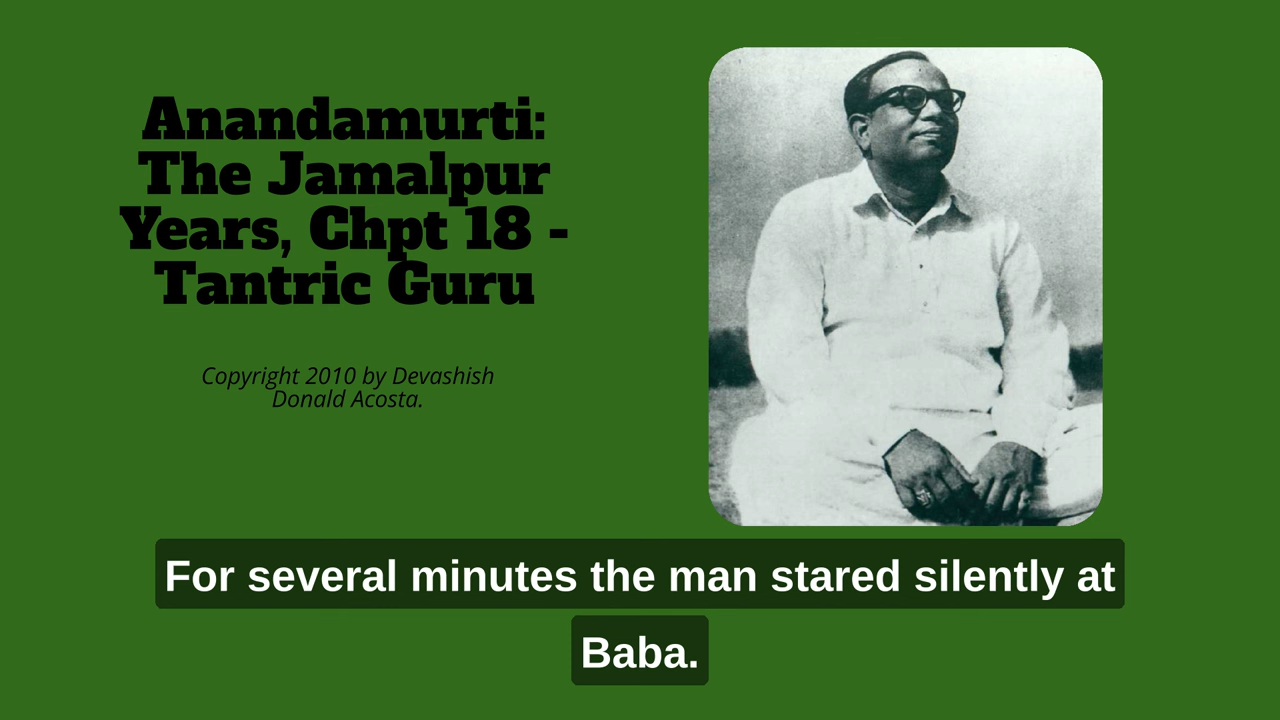 Anandamurti:
The Jamalpur
Years, Chpt 18 -
Tantric Guru
Copyright 2010 by Devashish
Donald Acosta.
For several minutes the man stared silently at
Baba.